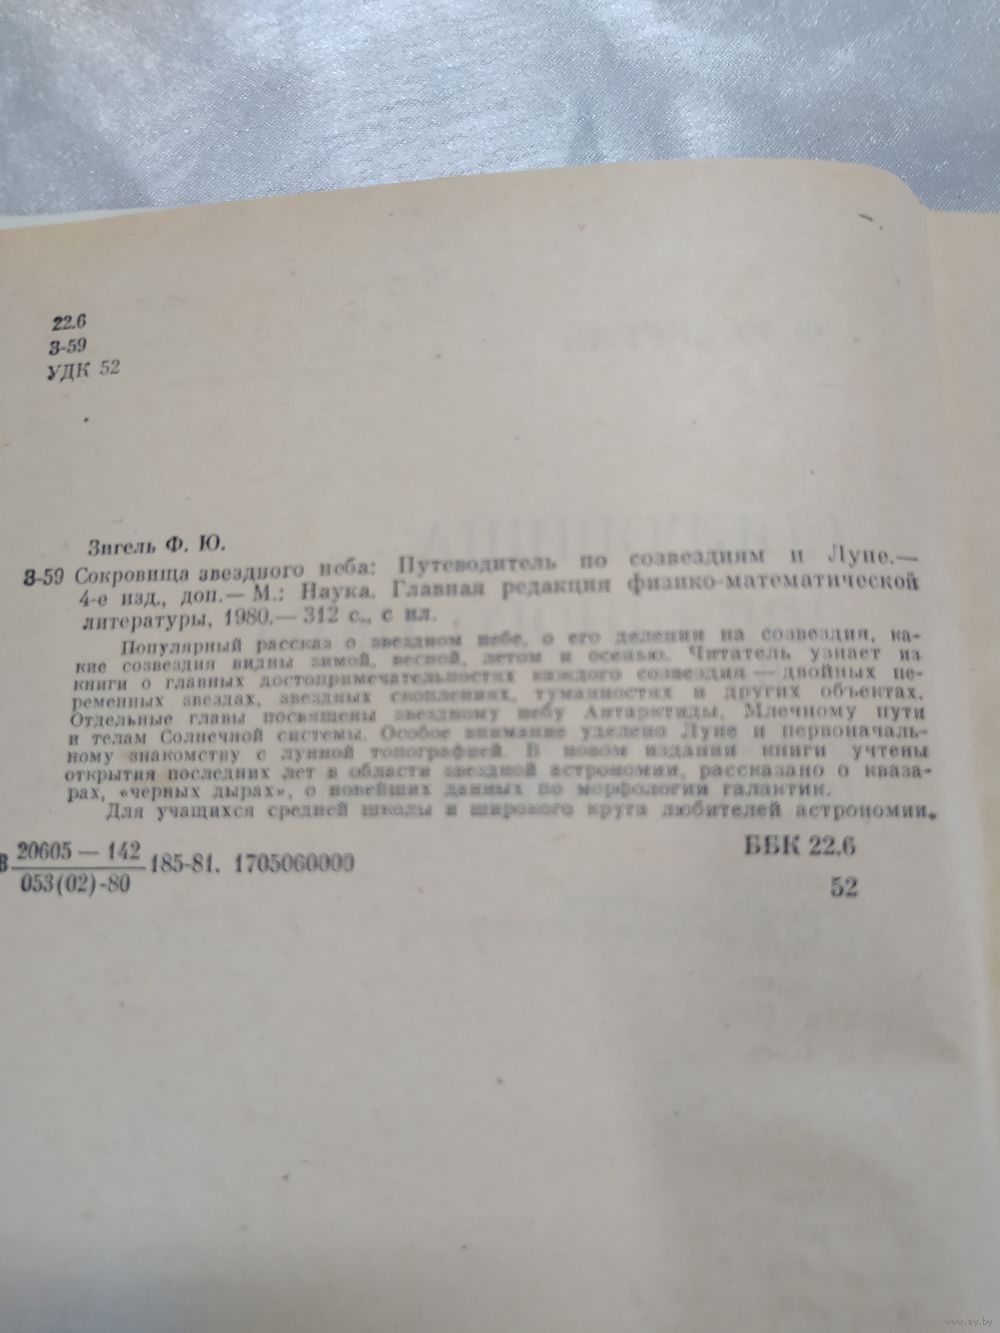 22.6
З-59
УДК 52
Зигель Ф. Ю.
З-59 Сокровища звездного неба: Путеводитель по созвездиям и Луне.—
4-е изд., доп.— М.: Наука. Главная редакция физико-математической
литературы, 1980.— 312 с., с ил.
Популярный рассказ о звездном небе, о его делении на созвездия, ка-
кие созвездия видны зимой, весной, летом и осенью. Читатель узнает из
книги о главных достопримечательностях каждого созвездия — двойных пе-
ременных звездах, звездных скоплениях, туманностях и других объектах.
Отдельные главы посвящены звездному небу Антарктиды, Млечному пути
и телам Солнечной системы. Особое внимание уделено Луне и первоначаль-
ному знакомству с лунной топографией. В новом издании книги учтены
открытия последних лет в области звездной астрономии, рассказано о кваза-
рах, «черных дырах», о новейших данных по морфологии галактик.
Для учащихся средней школы и широкого круга любителей астрономии.
В 20605 — 142
053(02)-80 185-81. 1705060000
ББК 22.6
52
www.ay.by